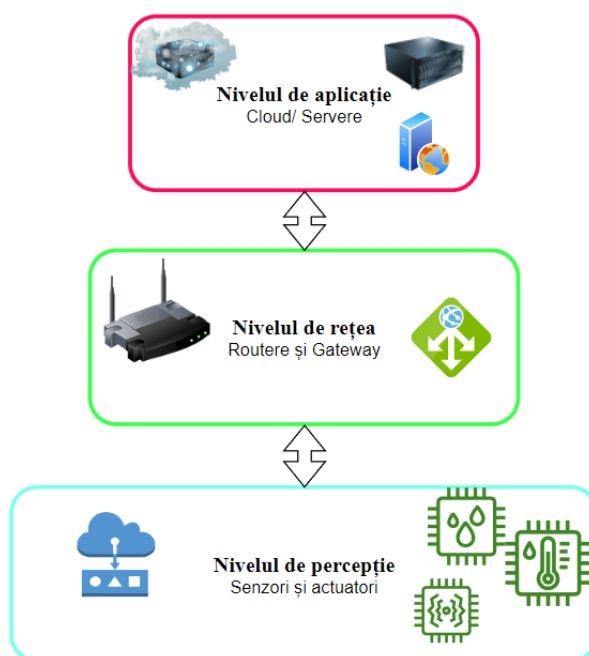 Nivelul de aplicație
Cloud/ Servere
Nivelul de rețea
Routere și Gateway
Nivelul de percepție
Senzori și actuatori